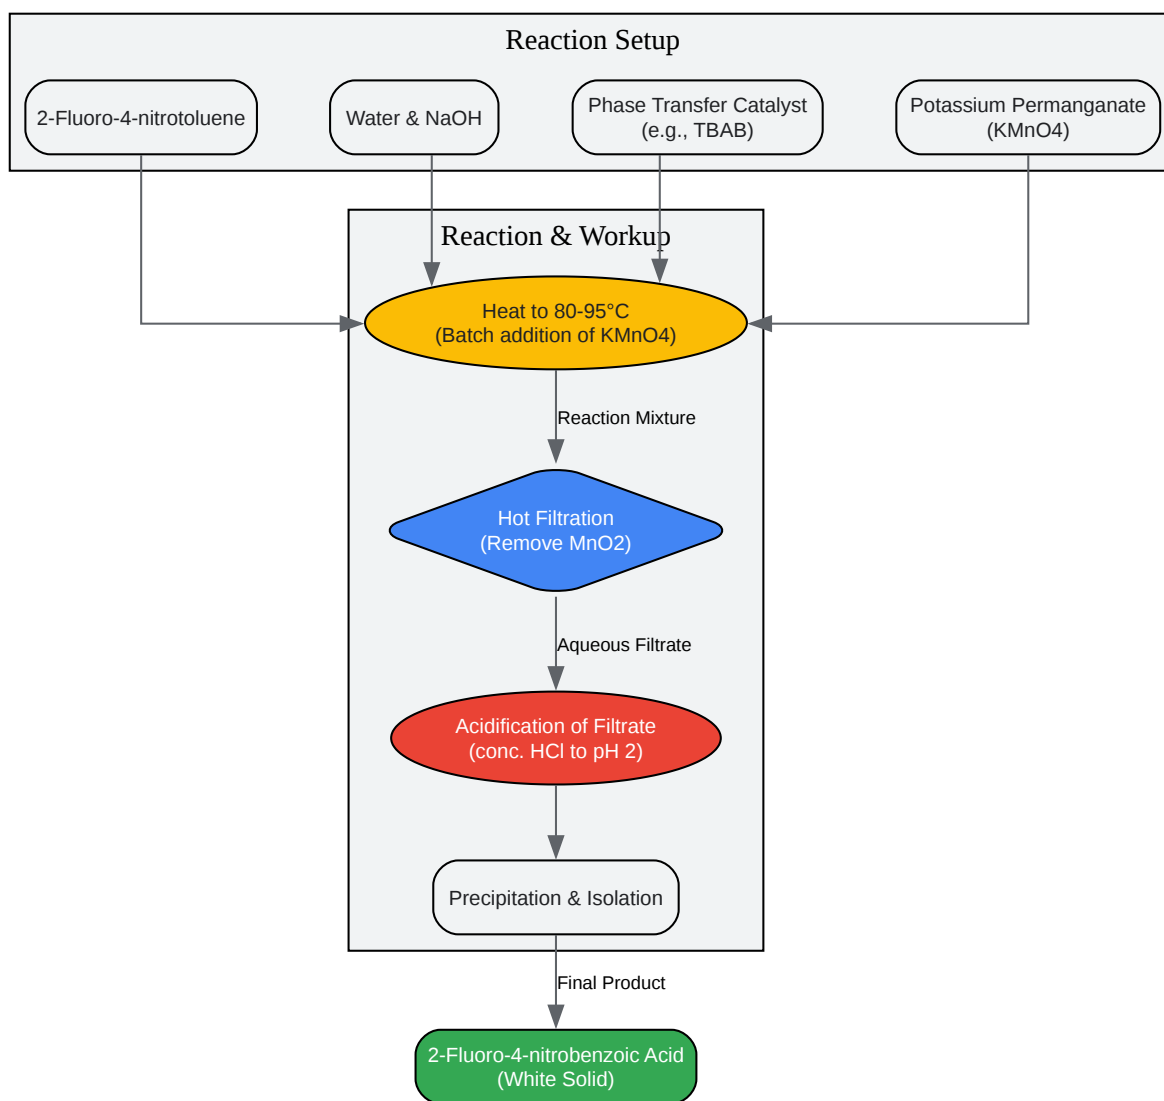 Reaction Setup
2-Fluoro-4-nitrotoluene
Water & NaOH
Phase Transfer Catalyst
(e.g., TBAB)
Potassium Permanganate
(KMnO4)
Reaction & Workup
Heat to 80-95°C
(Batch addition of KMnO4)
Reaction Mixture
Hot Filtration
(Remove MnO2)
Aqueous Filtrate
Acidification of Filtrate
(conc. HCl to pH 2)
Precipitation & Isolation
Final Product
2-Fluoro-4-nitrobenzoic Acid
(White Solid)